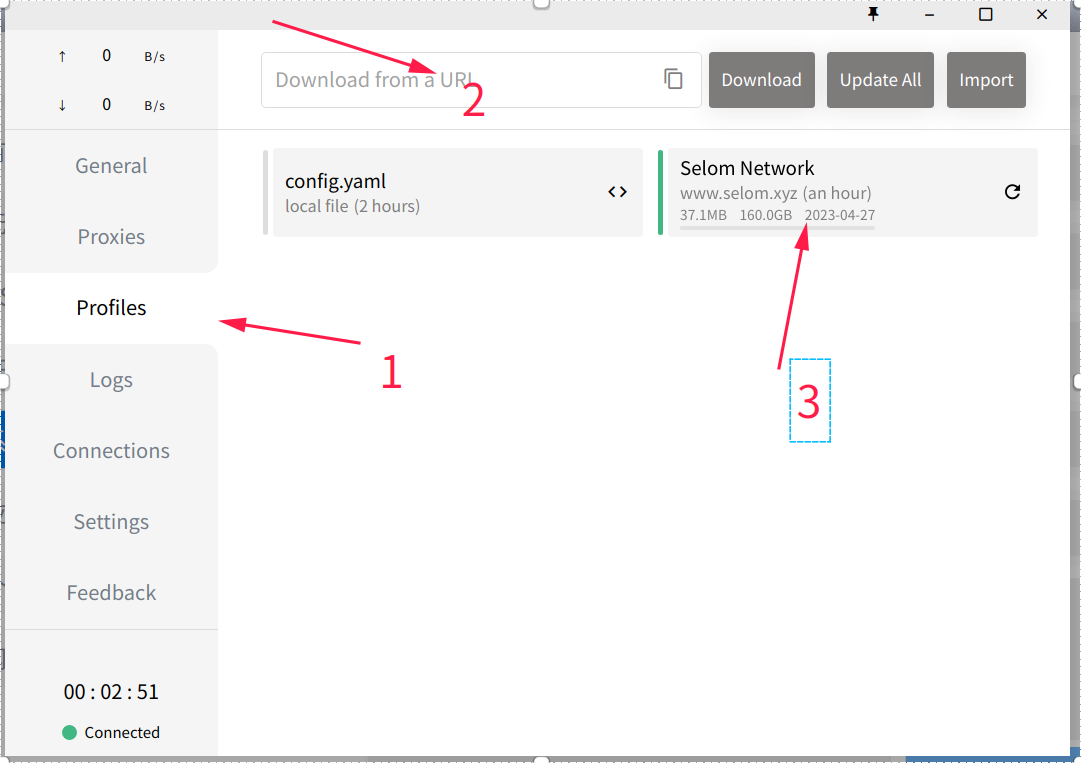 ↑ 0 B/s
↓ 0 B/s
General
Proxies
Profiles
Logs
Connections
Settings
Feedback
00 : 02 : 51
Connected
Download from a URL
Download
Update All
Import
2
config.yaml
local file (2 hours)
Selom Network
www.selom.xyz (an hour)
37.1MB 160.0GB 2023-04-27
1
3